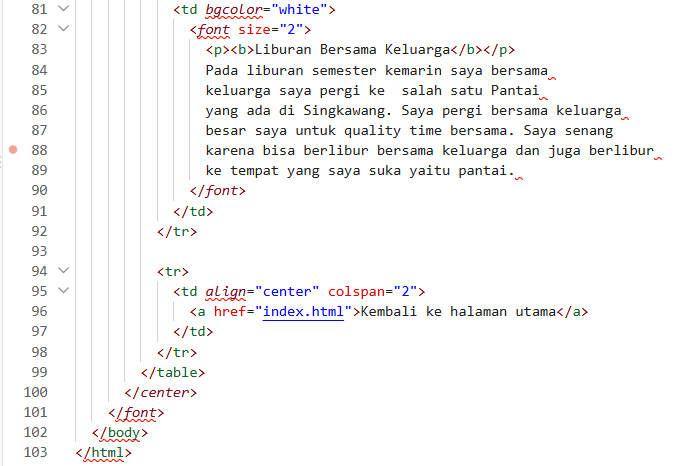 81 <td bgcolor="white">
82 <font size="2">
83 <p><b>Liburan Bersama Keluarga</b></p>
84 Pada liburan semester kemarin saya bersama
85 keluarga saya pergi ke  salah satu Pantai
86 yang ada di Singkawang. Saya pergi bersama keluarga
87 besar saya untuk quality time bersama. Saya senang
88 karena bisa berlibur bersama keluarga dan juga berlibur
89 ke tempat yang saya suka yaitu pantai.
90 </font>
91 </td>
92 </tr>
93
94 <tr>
95 <td align="center" colspan="2">
96 <a href="index.html">Kembali ke halaman utama</a>
97 </td>
98 </tr>
99 </table>
100 </center>
101 </font>
102 </body>
103 </html>